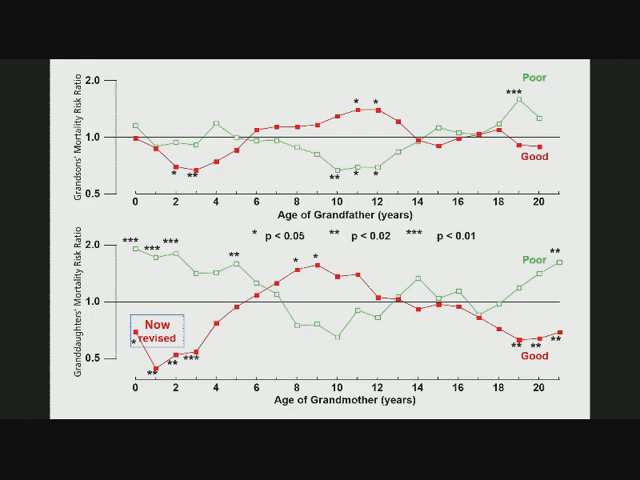 Grandsons' Mortality Risk Ratio
2.0
1.0
0.5
Poor
***
* *
* **
** * *
Good
0 2 4 6 8 10 12 14 16 18 20
Age of Grandfather (years)
* p < 0.05 ** p < 0.02 *** p < 0.01
Granddaughters' Mortality Risk Ratio
2.0
1.0
0.5
*** *** *** ** * * **
Poor
Now
revised
* ** ** *** ** ** **
Good
0 2 4 6 8 10 12 14 16 18 20
Age of Grandmother (years)